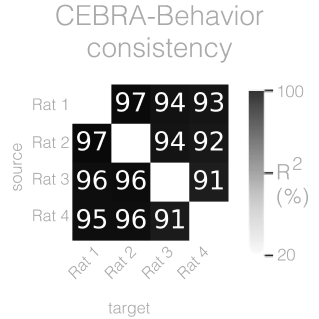 CEBRA-Behavior
consistency
Rat 1 97 94 93
Rat 2 97 94 92
Rat 3 96 96 91
Rat 4 95 96 91
Rat 1 Rat 2 Rat 3 Rat 4
source
target
100
R² (%)
20